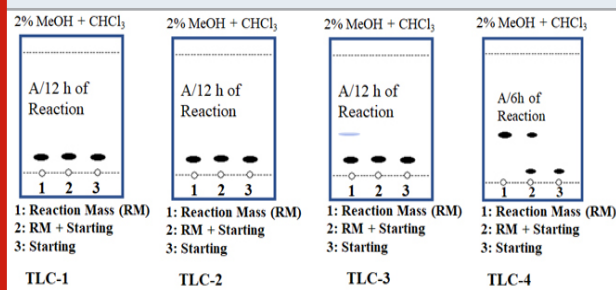 2% MeOH + CHCl₃
A/12 h of
Reaction
1 2 3
1: Reaction Mass (RM)
2: RM + Starting
3: Starting
TLC-1
2% MeOH + CHCl₃
A/12 h of
Reaction
1 2 3
1: Reaction Mass (RM)
2: RM + Starting
3: Starting
TLC-2
2% MeOH + CHCl₃
A/12 h of
Reaction
1 2 3
1: Reaction Mass (RM)
2: RM + Starting
3: Starting
TLC-3
2% MeOH + CHCl₃
A/6h of
Reaction
1 2 3
1: Reaction Mass (RM)
2: RM + Starting
3: Starting
TLC-4